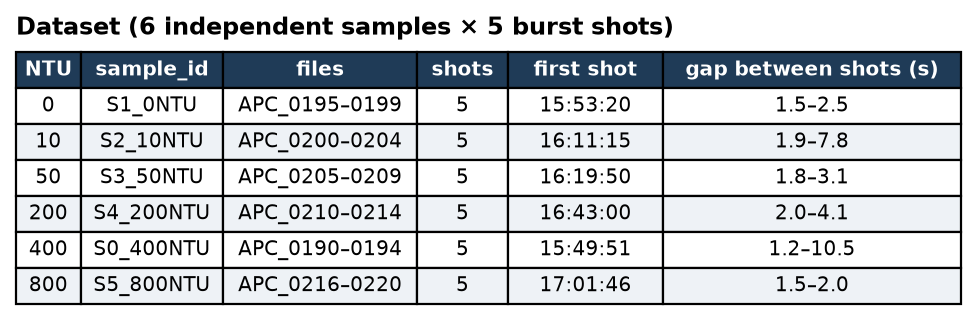 Dataset (6 independent samples × 5 burst shots)
NTU sample_id files shots first shot gap between shots (s)
0 S1_0NTU APC_0195–0199 5 15:53:20 1.5–2.5
10 S2_10NTU APC_0200–0204 5 16:11:15 1.9–7.8
50 S3_50NTU APC_0205–0209 5 16:19:50 1.8–3.1
200 S4_200NTU APC_0210–0214 5 16:43:00 2.0–4.1
400 S0_400NTU APC_0190–0194 5 15:49:51 1.2–10.5
800 S5_800NTU APC_0216–0220 5 17:01:46 1.5–2.0